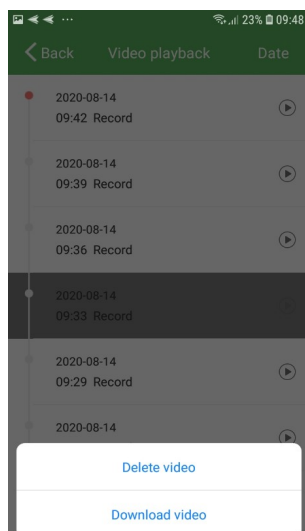 23% 09:48
Back Video playback Date
2020-08-14
09:42 Record
2020-08-14
09:39 Record
2020-08-14
09:36 Record
2020-08-14
09:33 Record
2020-08-14
09:29 Record
2020-08-14
Delete video
Download video